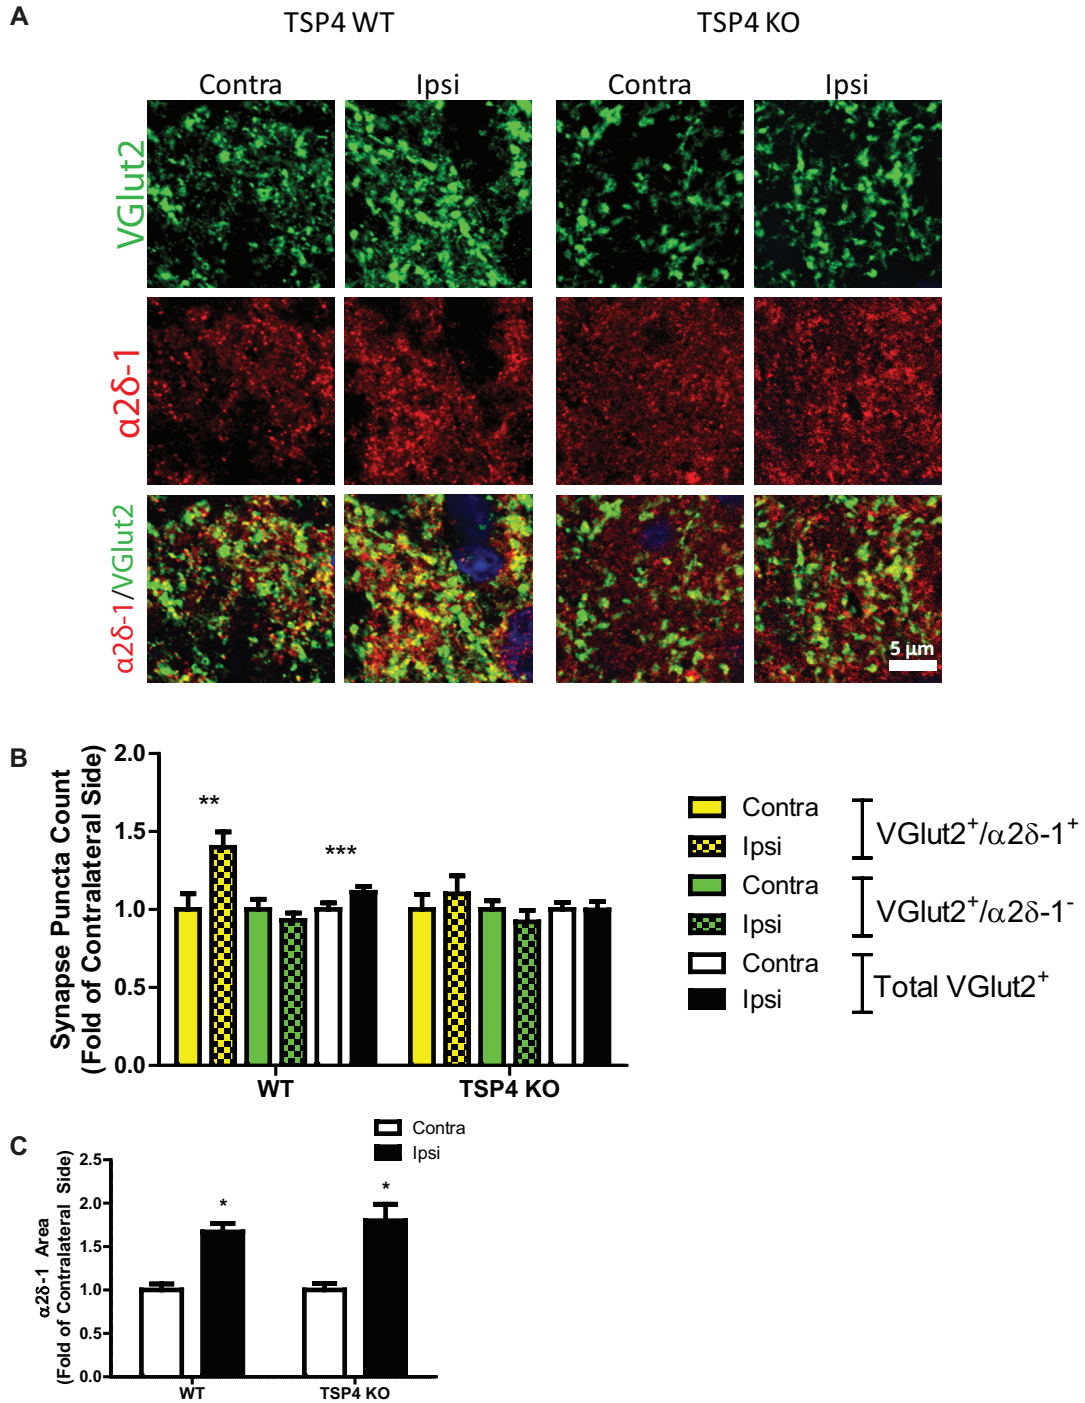 A
TSP4 WT
TSP4 KO
Contra
Ipsi
Contra
Ipsi
VGlut2
α2δ-1
α2δ-1/VGlut2
5 µm
B
Synapse Puncta Count
(Fold of Contralateral Side)
2.0
1.5
1.0
0.5
0.0
**
***
WT
TSP4 KO
Contra
Ipsi
VGlut2+/α2δ-1+
Contra
Ipsi
VGlut2+/α2δ-1-
Contra
Ipsi
Total VGlut2+
C
Contra
Ipsi
α2δ-1 Area
(Fold of Contralateral Side)
2.5
2.0
1.5
1.0
0.5
0.0
*
*
WT
TSP4 KO